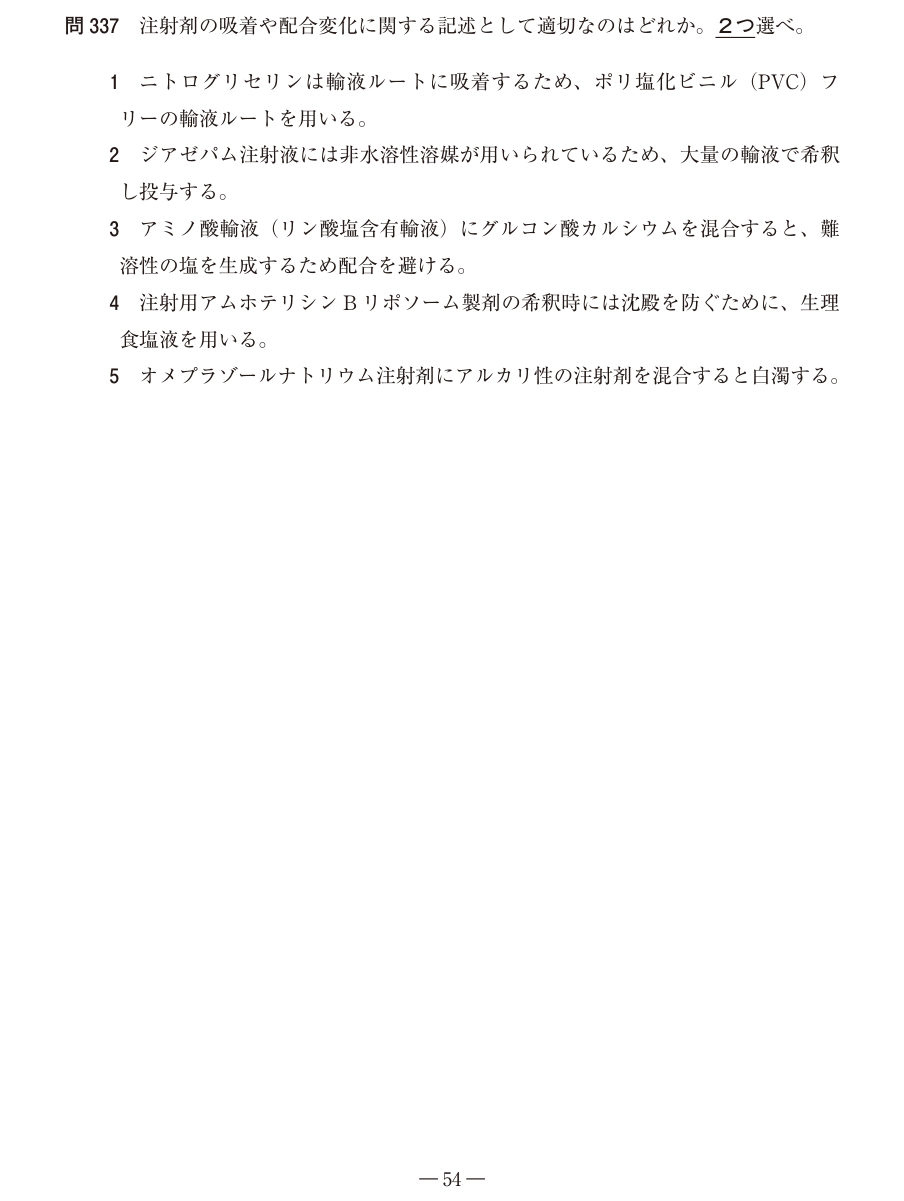 問 337　注射剤の吸着や配合変化に関する記述として適切なのはどれか。２つ選べ。
1　ニトログリセリンは輸液ルートに吸着するため、ポリ塩化ビニル（PVC）フ
リーの輸液ルートを用いる。
2　ジアゼパム注射液には非水溶性溶媒が用いられているため、大量の輸液で希釈
し投与する。
3　アミノ酸輸液（リン酸塩含有輸液）にグルコン酸カルシウムを混合すると、難
溶性の塩を生成するため配合を避ける。
4　注射用アムホテリシン B リポソーム製剤の希釈時には沈殿を防ぐために、生理
食塩液を用いる。
5　オメプラゾールナトリウム注射剤にアルカリ性の注射剤を混合すると白濁する。
― 54 ―